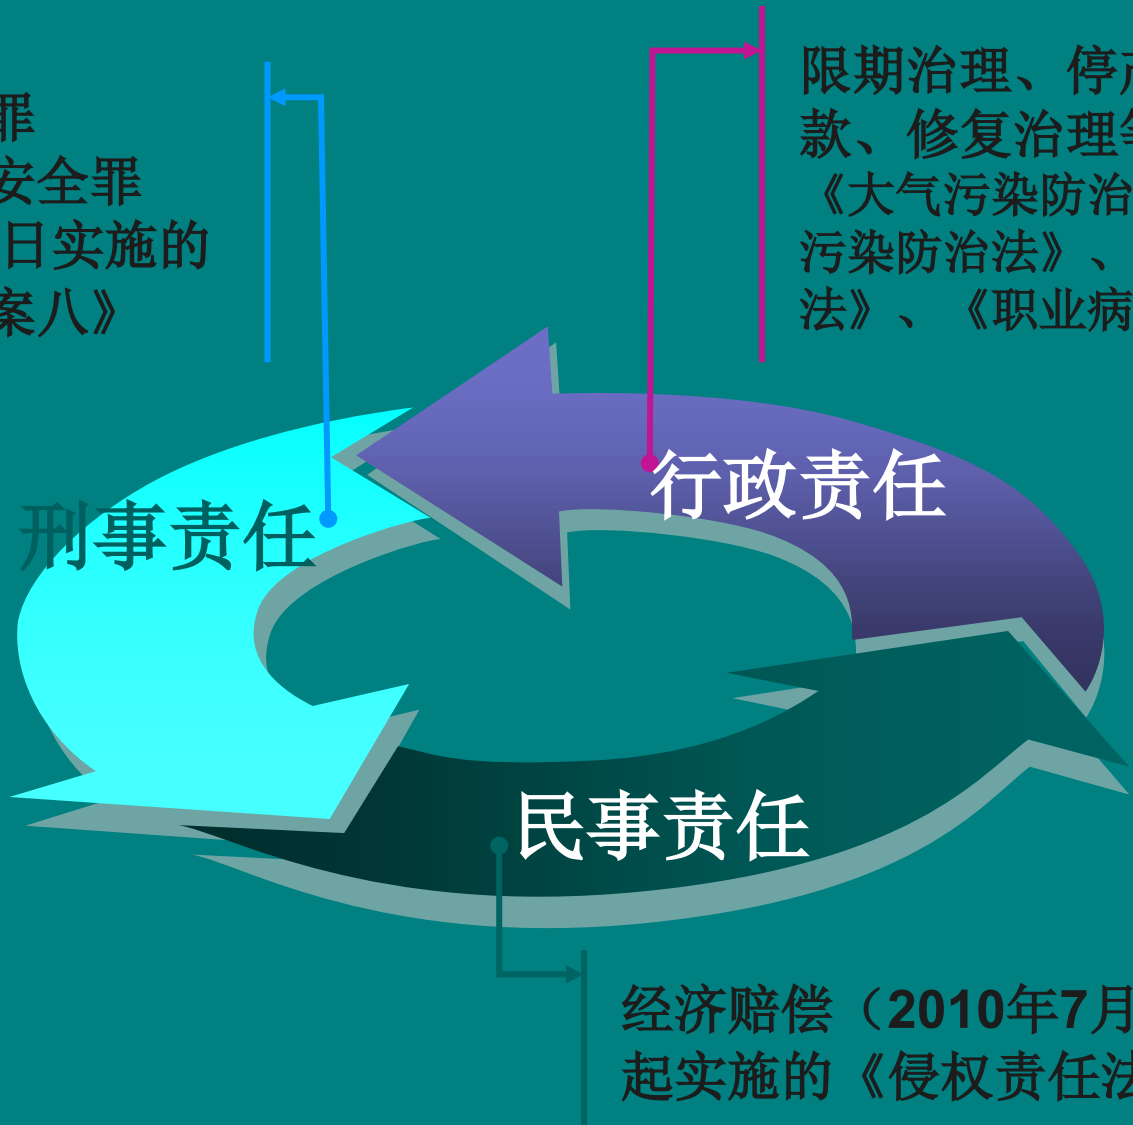 罪
安全罪
日实施的
案八》
限期治理、停产
款、修复治理等
《大气污染防治
污染防治法》、
法》、《职业病
行政责任
刑事责任
民事责任
经济赔偿（2010年7月
起实施的《侵权责任法